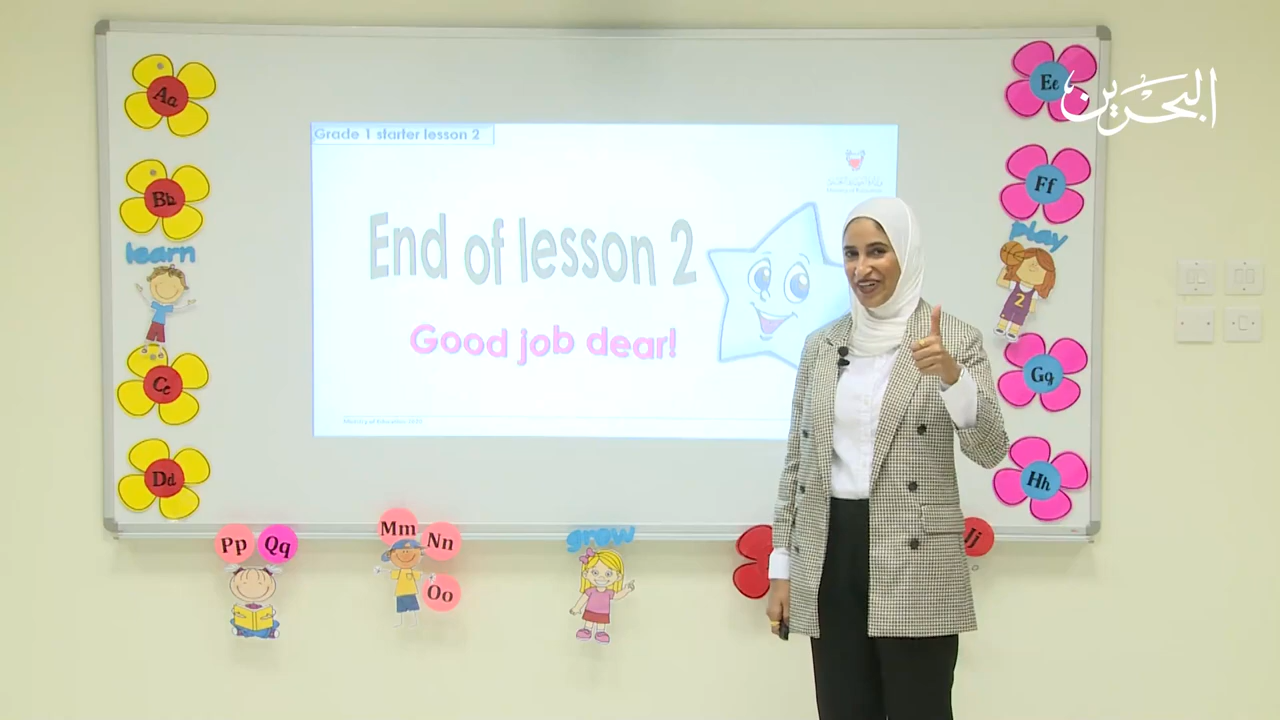 Aa
Ee
البحرين
Grade 1 starter lesson 2
Bb
Ff
learn
End of lesson 2
play
2
Good job dear!
Cc
Gg
Dd
Hh
Mm
Pp
Qq
Nn
grow
Jj
Oo